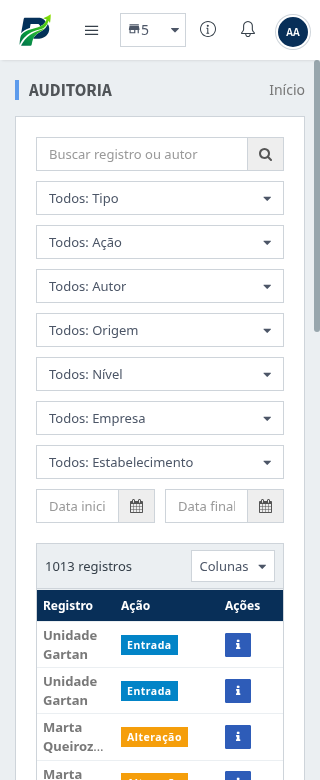 5
AA
AUDITORIA
Início
Buscar registro ou autor
Todos: Tipo
Todos: Ação
Todos: Autor
Todos: Origem
Todos: Nível
Todos: Empresa
Todos: Estabelecimento
Data inici
Data final
1013 registros
Colunas
Registro Ação Ações
Unidade
Gartan
Entrada
Unidade
Gartan
Entrada
Marta
Queiroz...
Alteração
Marta
Alteração